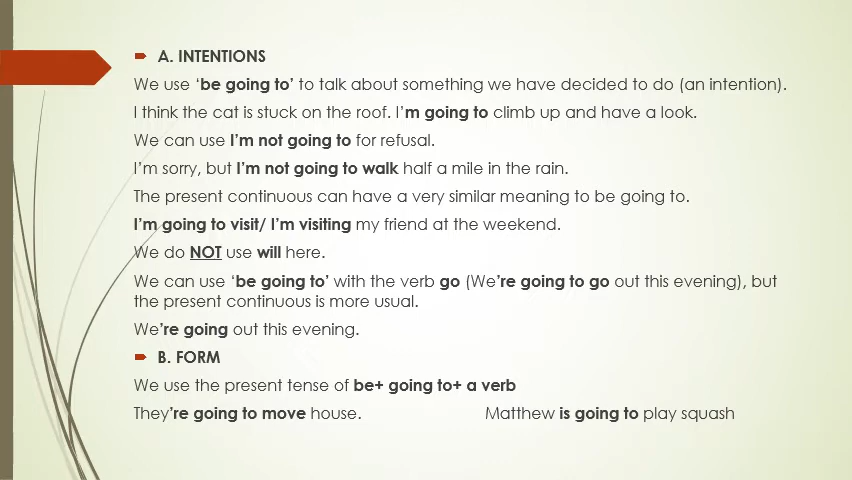 A. INTENTIONS
We use ‘be going to’ to talk about something we have decided to do (an intention).
I think the cat is stuck on the roof. I’m going to climb up and have a look.
We can use I’m not going to for refusal.
I’m sorry, but I’m not going to walk half a mile in the rain.
The present continuous can have a very similar meaning to be going to.
I’m going to visit/ I’m visiting my friend at the weekend.
We do NOT use will here.
We can use ‘be going to’ with the verb go (We’re going to go out this evening), but
the present continuous is more usual.
We’re going out this evening.
B. FORM
We use the present tense of be+ going to+ a verb
They’re going to move house. Matthew is going to play squash